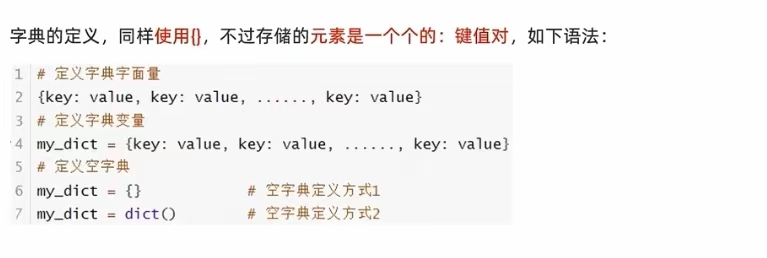 字典的定义，同样使用{}，不过存储的元素是一个个的：键值对，如下语法：
1 # 定义字典字面量
2 {key: value, key: value, ......, key: value}
3 # 定义字典变量
4 my_dict = {key: value, key: value, ......, key: value}
5 # 定义空字典
6 my_dict = {} # 空字典定义方式1
7 my_dict = dict() # 空字典定义方式2